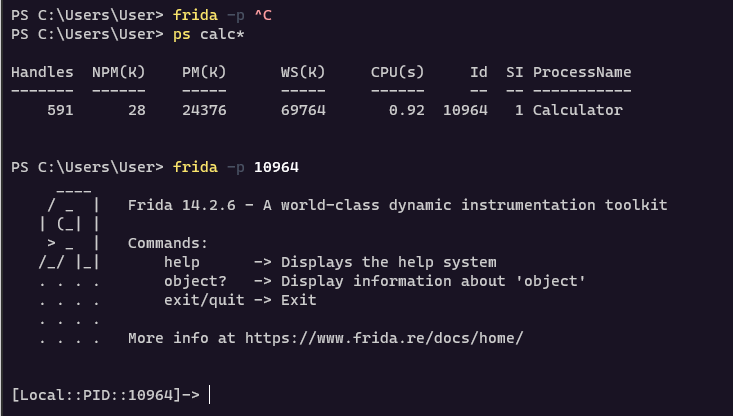 PS C:\Users\User> frida -p ^C
PS C:\Users\User> ps calc*
Handles  NPM(K)    PM(K)      WS(K)     CPU(s)     Id  SI ProcessName
-------  ------    -----      -----     ------     --  -- -----------
    591      28    24376      69764       0.92  10964   1 Calculator
PS C:\Users\User> frida -p 10964
     ____
    / _  |   Frida 14.2.6 - A world-class dynamic instrumentation toolkit
   | (_| |
    > _  |   Commands:
   /_/ |_|       help      -> Displays the help system
   . . . .       object?   -> Display information about 'object'
   . . . .       exit/quit -> Exit
   . . . .
   . . . .   More info at https://www.frida.re/docs/home/
[Local::PID::10964]->